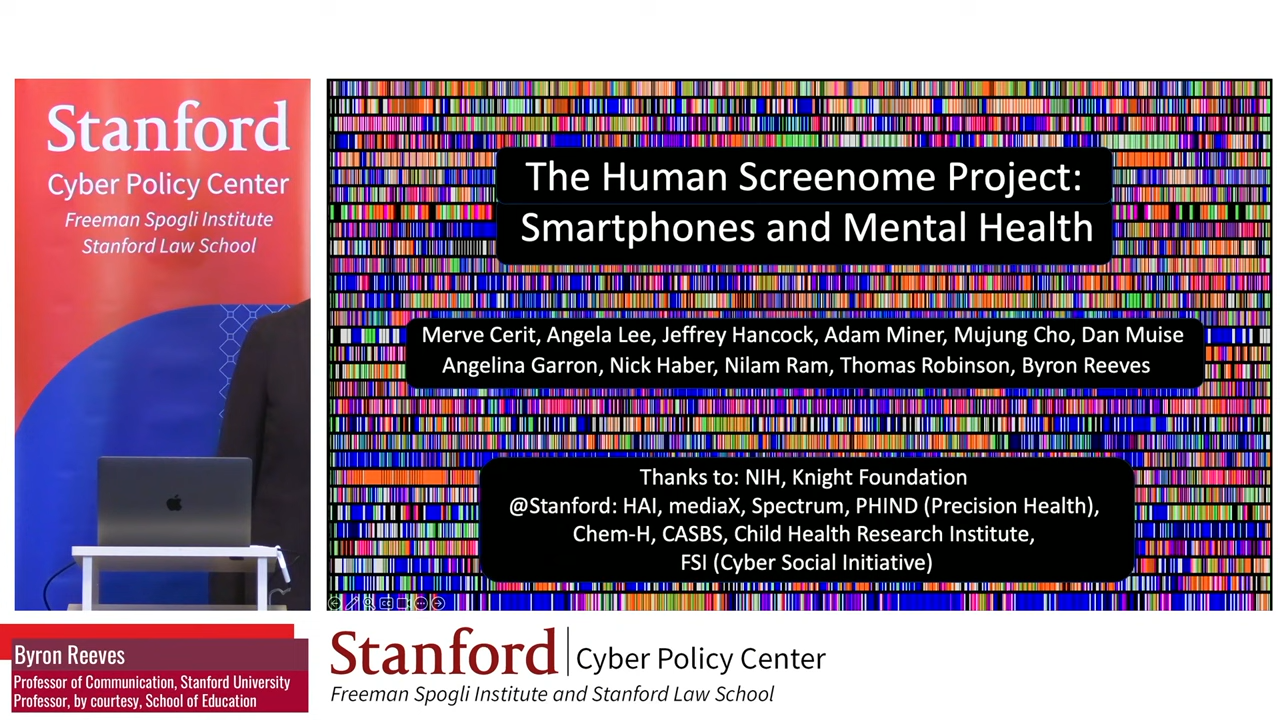 Stanford
Cyber Policy Center
Freeman Spogli Institute
Stanford Law School
The Human Screenome Project:
Smartphones and Mental Health
Merve Cerit, Angela Lee, Jeffrey Hancock, Adam Miner, Mujung Cho, Dan Muise
Angelina Garron, Nick Haber, Nilam Ram, Thomas Robinson, Byron Reeves
Thanks to: NIH, Knight Foundation
@Stanford: HAI, mediaX, Spectrum, PHIND (Precision Health),
Chem-H, CASBS, Child Health Research Institute,
FSI (Cyber Social Initiative)
Byron Reeves
Professor of Communication, Stanford University
Professor, by courtesy, School of Education
Stanford
Cyber Policy Center
Freeman Spogli Institute and Stanford Law School